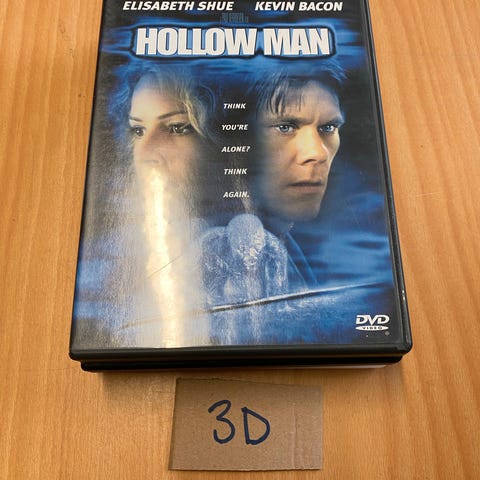 ELISABETH SHUE KEVIN BACON
HOLLOW MAN
THINK
YOU'RE
ALONE?
THINK
AGAIN.
DVD
VIDEO
3D